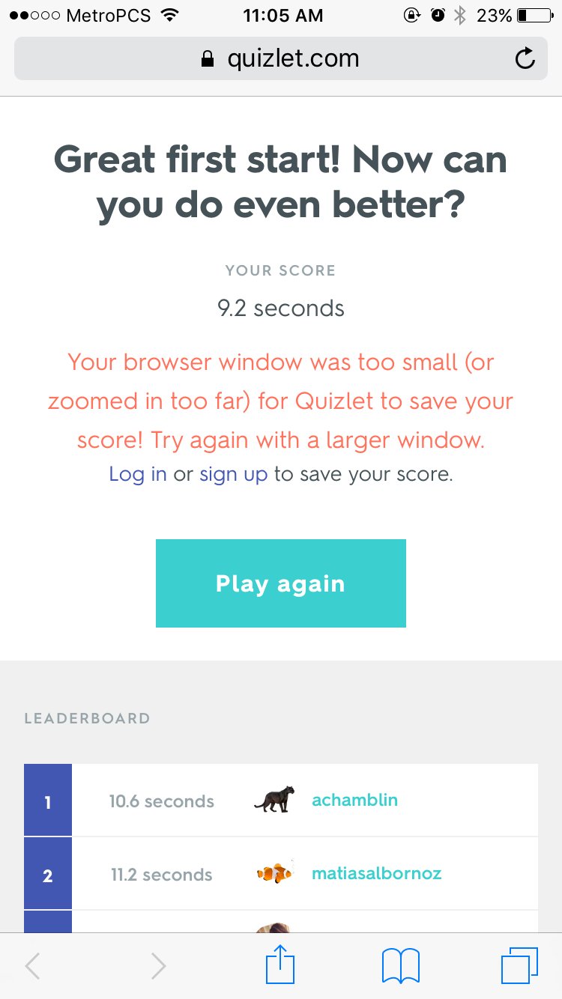 MetroPCS 11:05 AM 23%
quizlet.com
Great first start! Now can
you do even better?
YOUR SCORE
9.2 seconds
Your browser window was too small (or
zoomed in too far) for Quizlet to save your
score! Try again with a larger window.
Log in or sign up to save your score.
Play again
LEADERBOARD
1 10.6 seconds achamblin
2 11.2 seconds matiasalbornoz